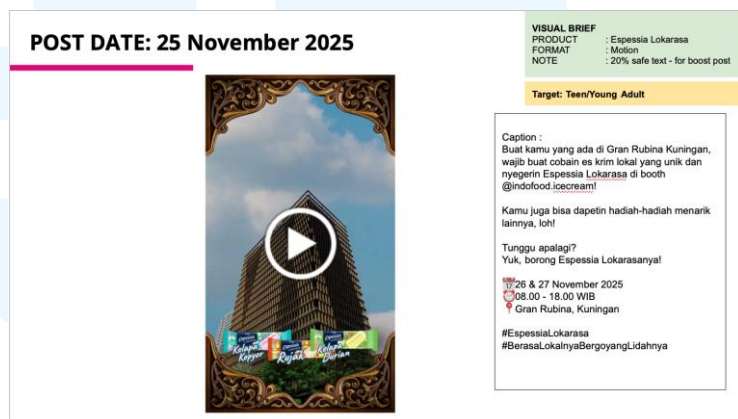 POST DATE: 25 November 2025
VISUAL BRIEF
PRODUCT : Espessia Lokarasa
FORMAT : Motion
NOTE : 20% safe text - for boost post
Target: Teen/Young Adult
Caption :
Buat kamu yang ada di Gran Rubina Kuningan,
wajib buat cobain es krim lokal yang unik dan
nyegerin Espessia Lokarasa di booth
@indofood.icecream!
Kamu juga bisa dapetin hadiah-hadiah menarik
lainnya, loh!
Tunggu apalagi?
Yuk, borong Espessia Lokarasanya!
26 & 27 November 2025
08.00 - 18.00 WIB
Gran Rubina, Kuningan
#EspessiaLokarasa
#BerasaLokalnyaBergoyangLidahnya
Kelapa
Kopyor
Rujak
Kelapa
Durian